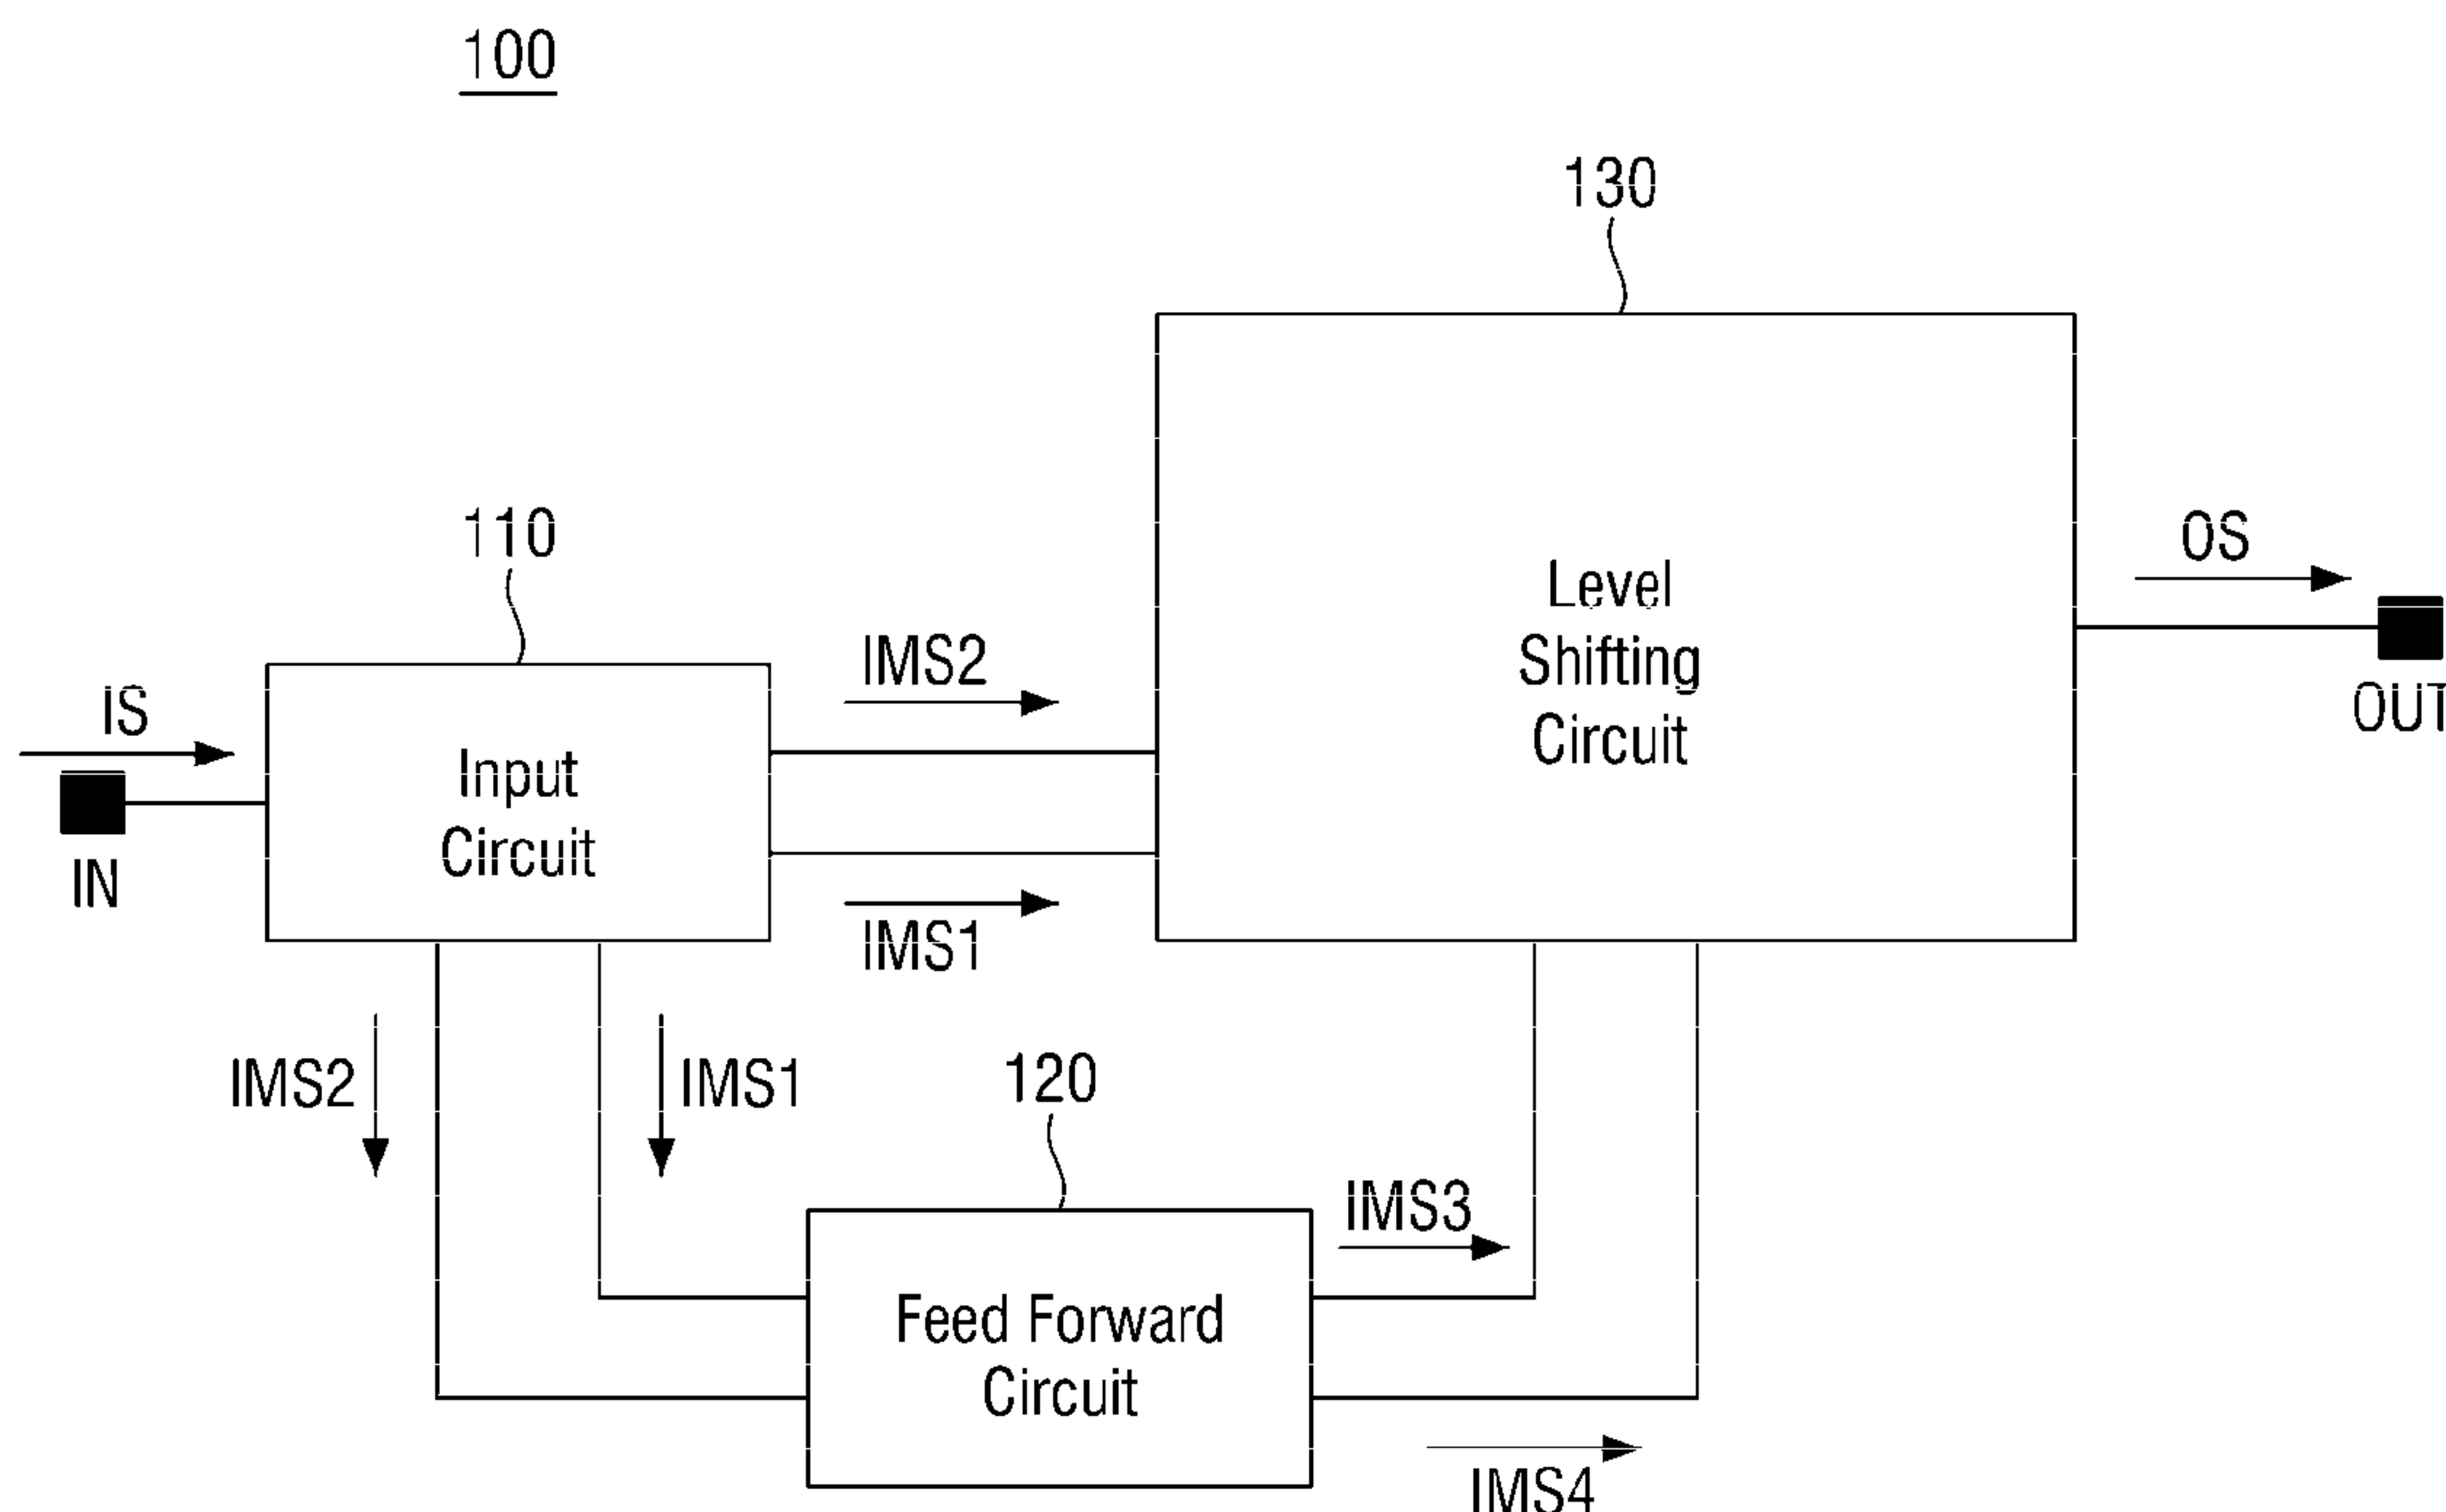 100
130
110
OS
IMS2
IS
Level
Shifting
Circuit
OUT
Input
Circuit
IN
IMS1
IMS2
IMS1
120
IMS3
Feed Forward
Circuit
IMS4